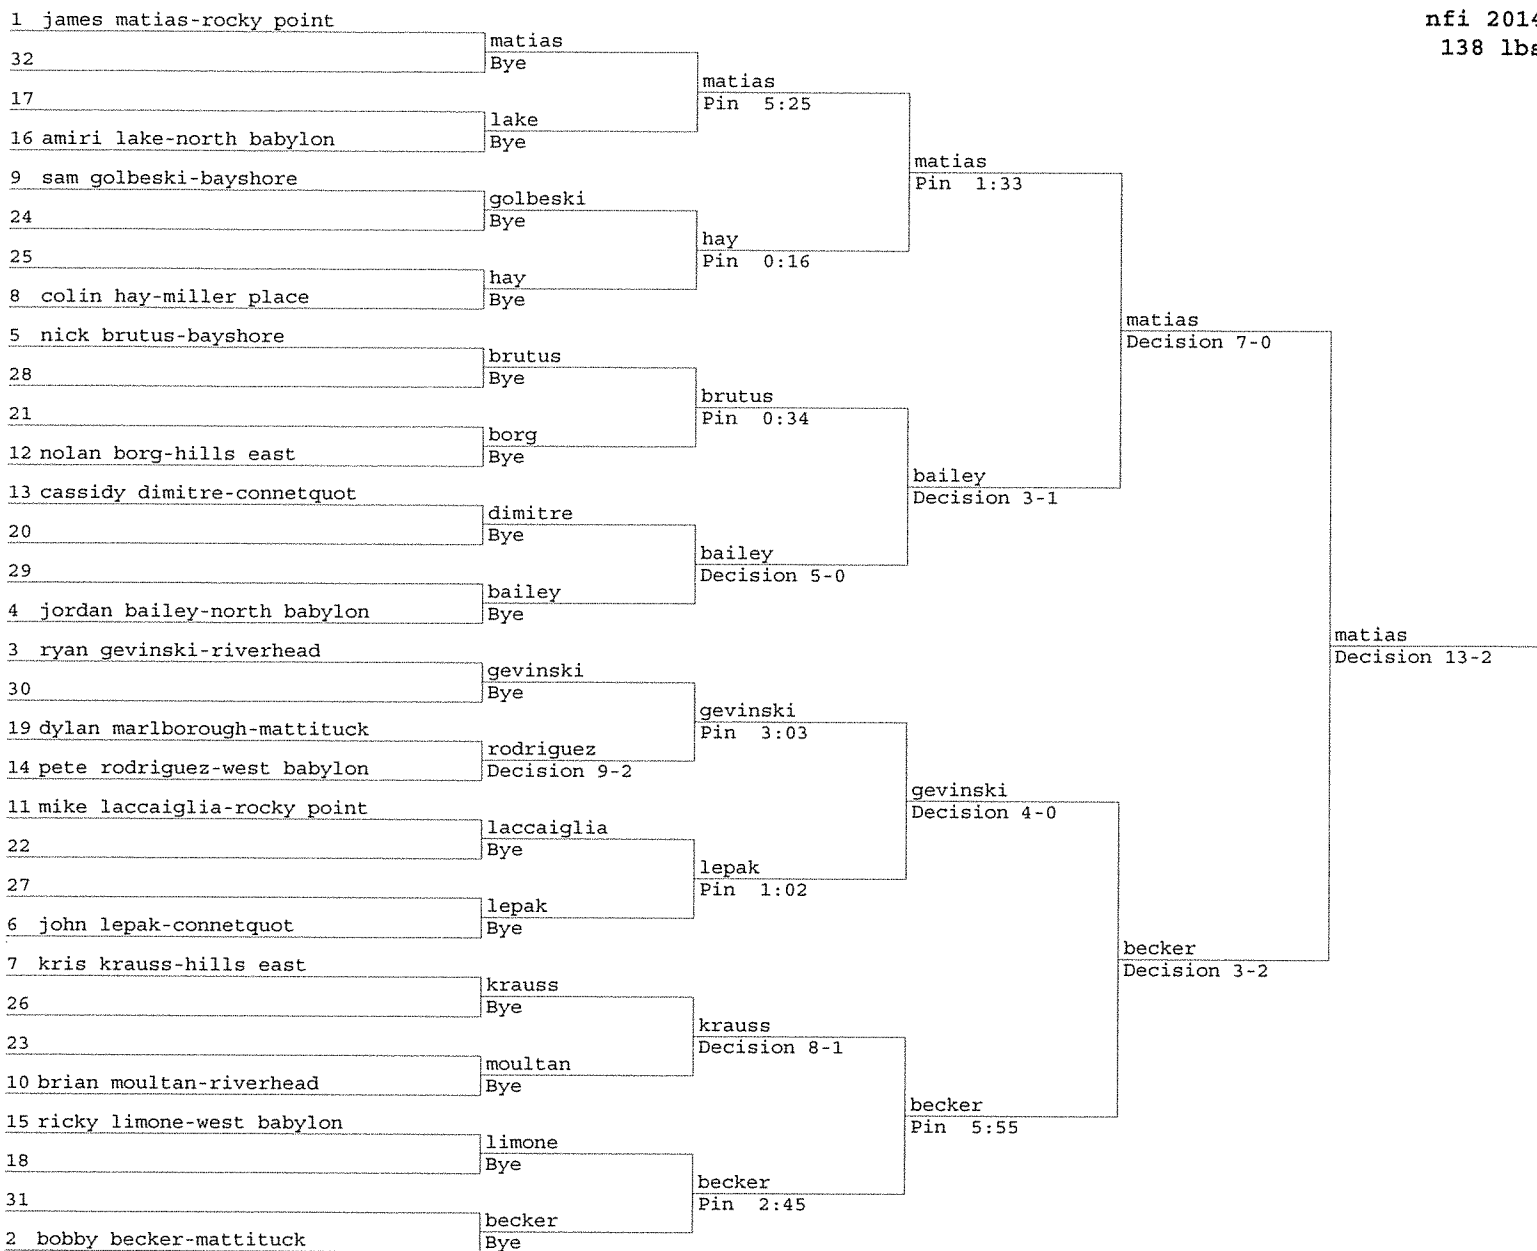 nfi 2014
138 lbs
1 james matias-rocky point
matias
32
Bye
matias
17
Pin 5:25
lake
16 amiri lake-north babylon
Bye
matias
9 sam golbeski-bayshore
Pin 1:33
golbeski
24
Bye
hay
25
Pin 0:16
hay
8 colin hay-miller place
Bye
matias
5 nick brutus-bayshore
Decision 7-0
brutus
28
Bye
brutus
21
Pin 0:34
borg
12 nolan borg-hills east
Bye
bailey
13 cassidy dimitre-connetquot
Decision 3-1
dimitre
20
Bye
bailey
29
Decision 5-0
bailey
4 jordan bailey-north babylon
Bye
matias
3 ryan gevinski-riverhead
Decision 13-2
gevinski
30
Bye
gevinski
19 dylan marlborough-mattituck
Pin 3:03
rodriguez
14 pete rodriguez-west babylon
Decision 9-2
gevinski
11 mike laccaiglia-rocky point
Decision 4-0
laccaiglia
22
Bye
lepak
27
Pin 1:02
lepak
6 john lepak-connetquot
Bye
becker
7 kris krauss-hills east
Decision 3-2
krauss
26
Bye
krauss
23
Decision 8-1
moultan
10 brian moultan-riverhead
Bye
becker
15 ricky limone-west babylon
Pin 5:55
limone
18
Bye
becker
31
Pin 2:45
becker
2 bobby becker-mattituck
Bye